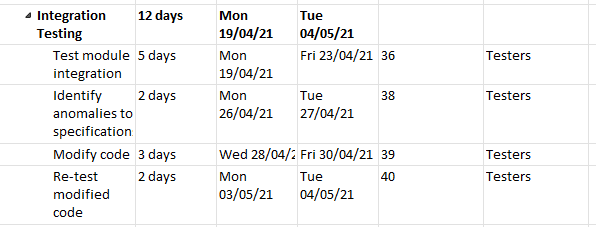 Integration Testing 12 days Mon 19/04/21 Tue 04/05/21
Test module integration 5 days Mon 19/04/21 Fri 23/04/21 36 Testers
Identify anomalies to specification 2 days Mon 26/04/21 Tue 27/04/21 38 Testers
Modify code 3 days Wed 28/04/2 Fri 30/04/21 39 Testers
Re-test modified code 2 days Mon 03/05/21 Tue 04/05/21 40 Testers